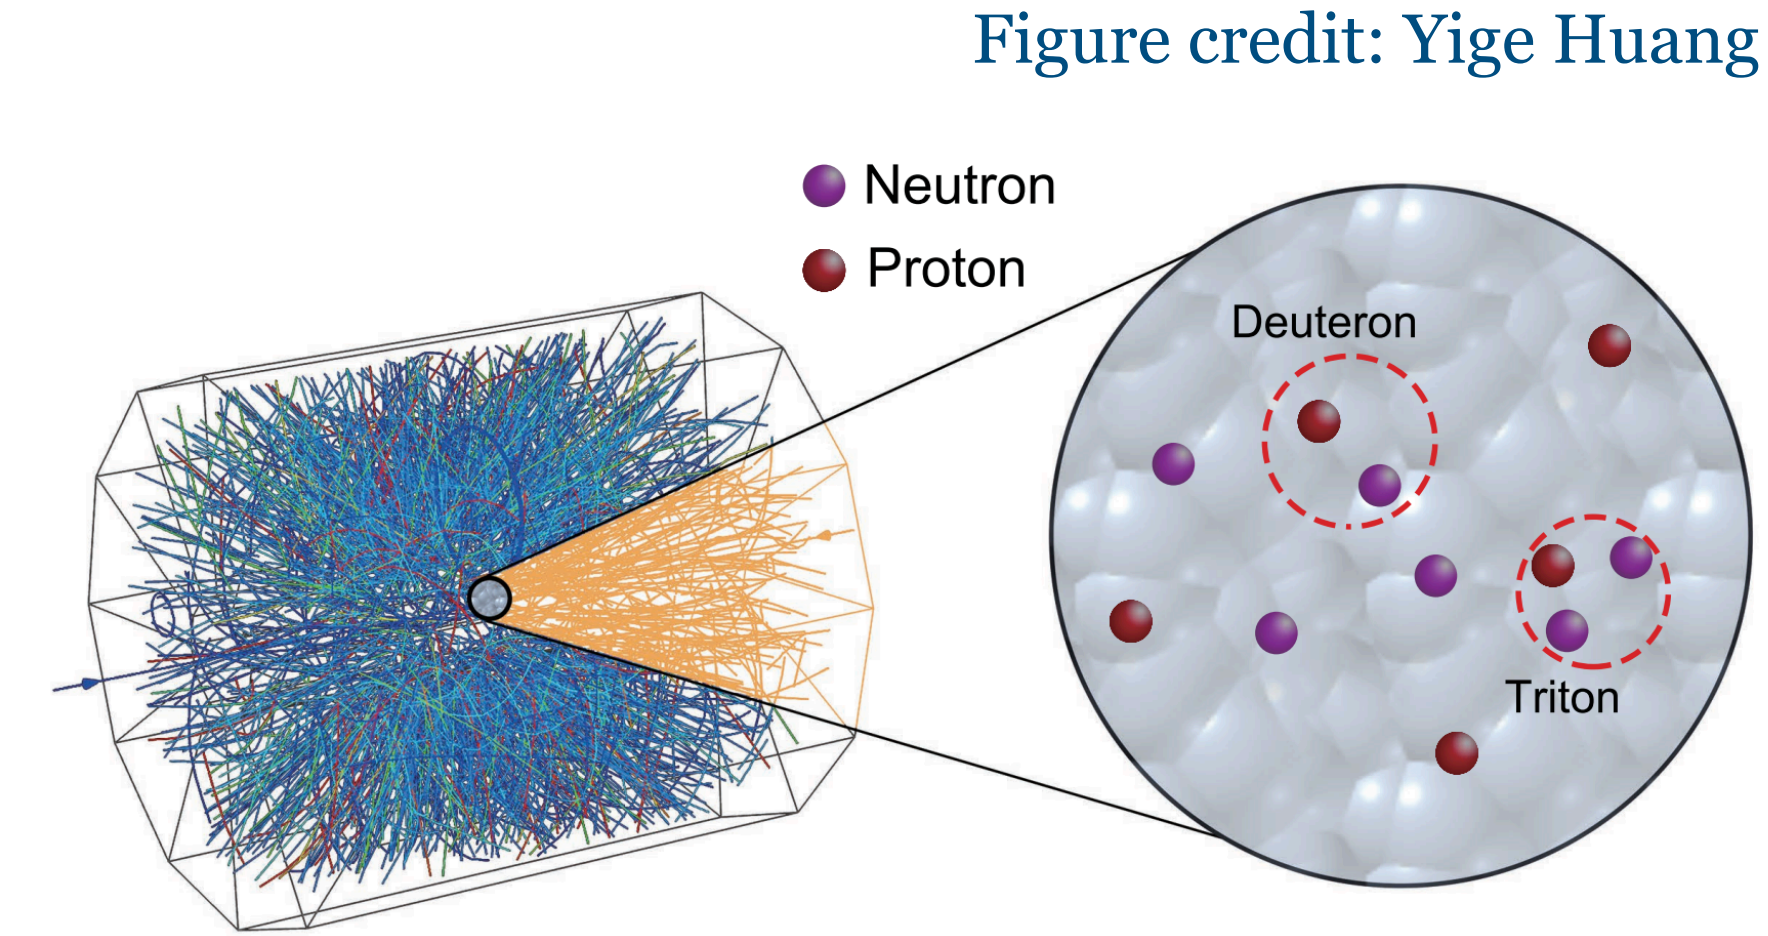 Figure credit: Yige Huang
Neutron
Proton
Deuteron
Triton